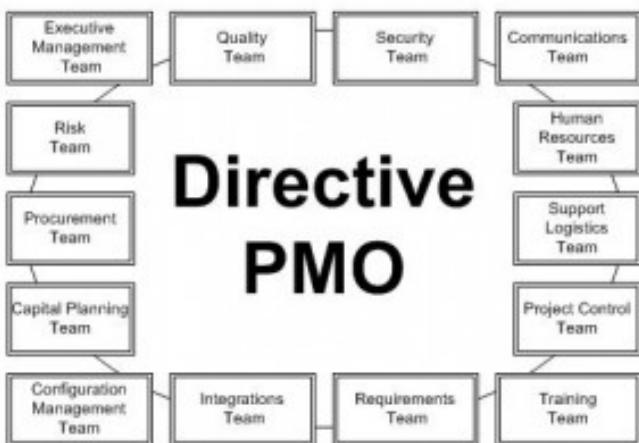 Executive
Management
Team
Quality
Team
Security
Team
Communications
Team
Risk
Team
Human
Resources
Team
Directive
PMO
Procurement
Team
Support
Logistics
Team
Capital Planning
Team
Project Control
Team
Configuration
Management
Team
Integrations
Team
Requirements
Team
Training
Team